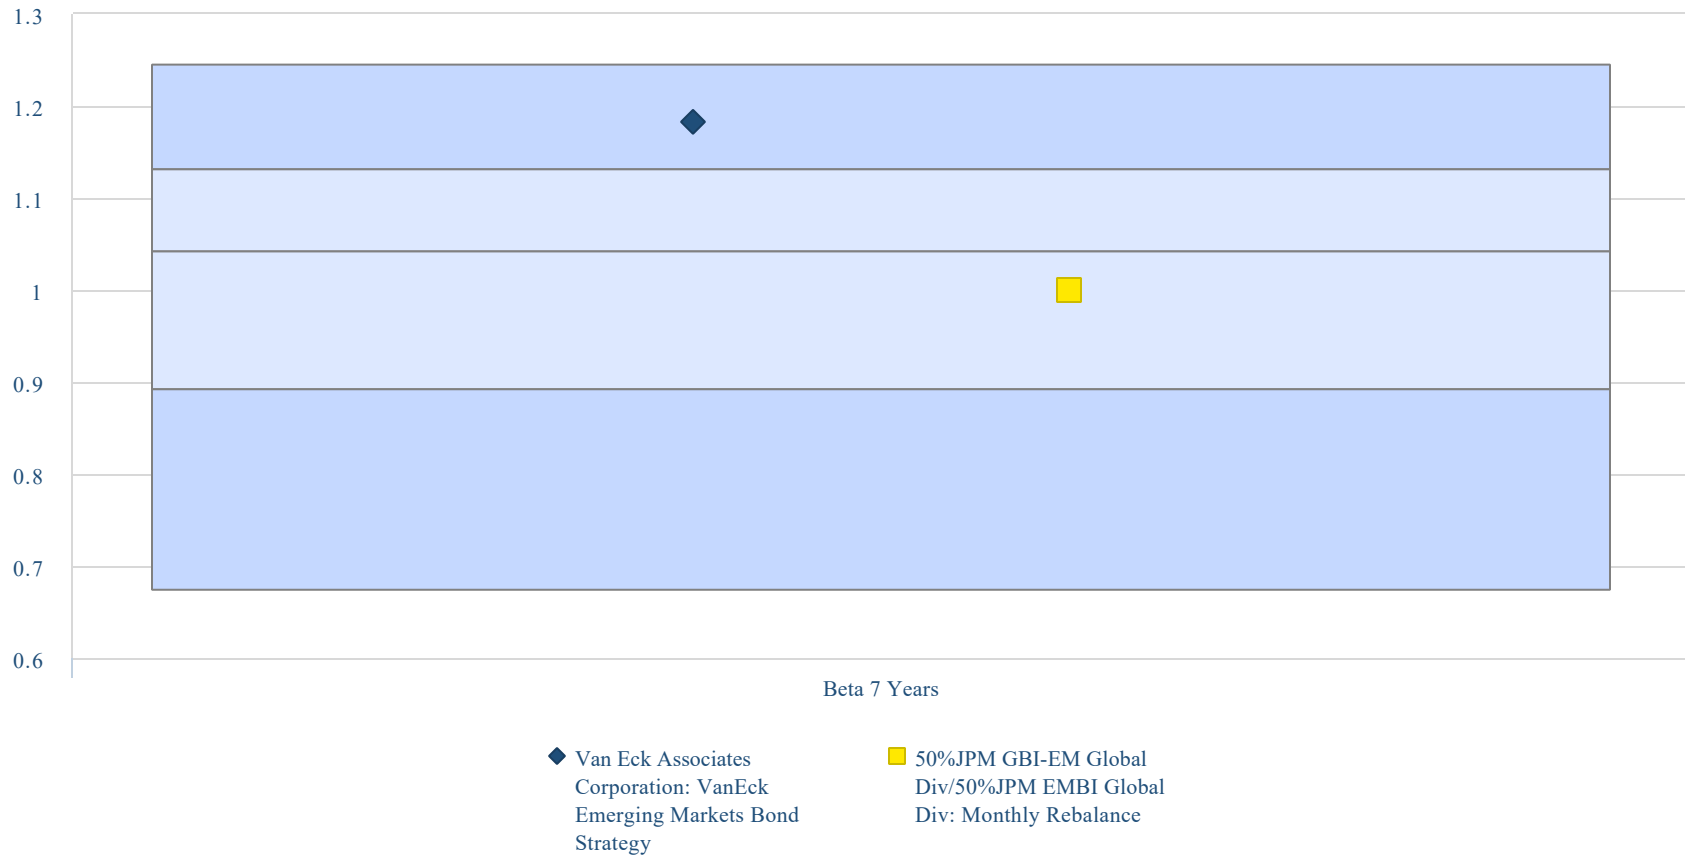 1.3
1.2
1.1
1
0.9
0.8
0.7
0.6
Beta 7 Years
Van Eck Associates
Corporation: VanEck
Emerging Markets Bond
Strategy
50%JPM GBI-EM Global
Div/50%JPM EMBI Global
Div: Monthly Rebalance